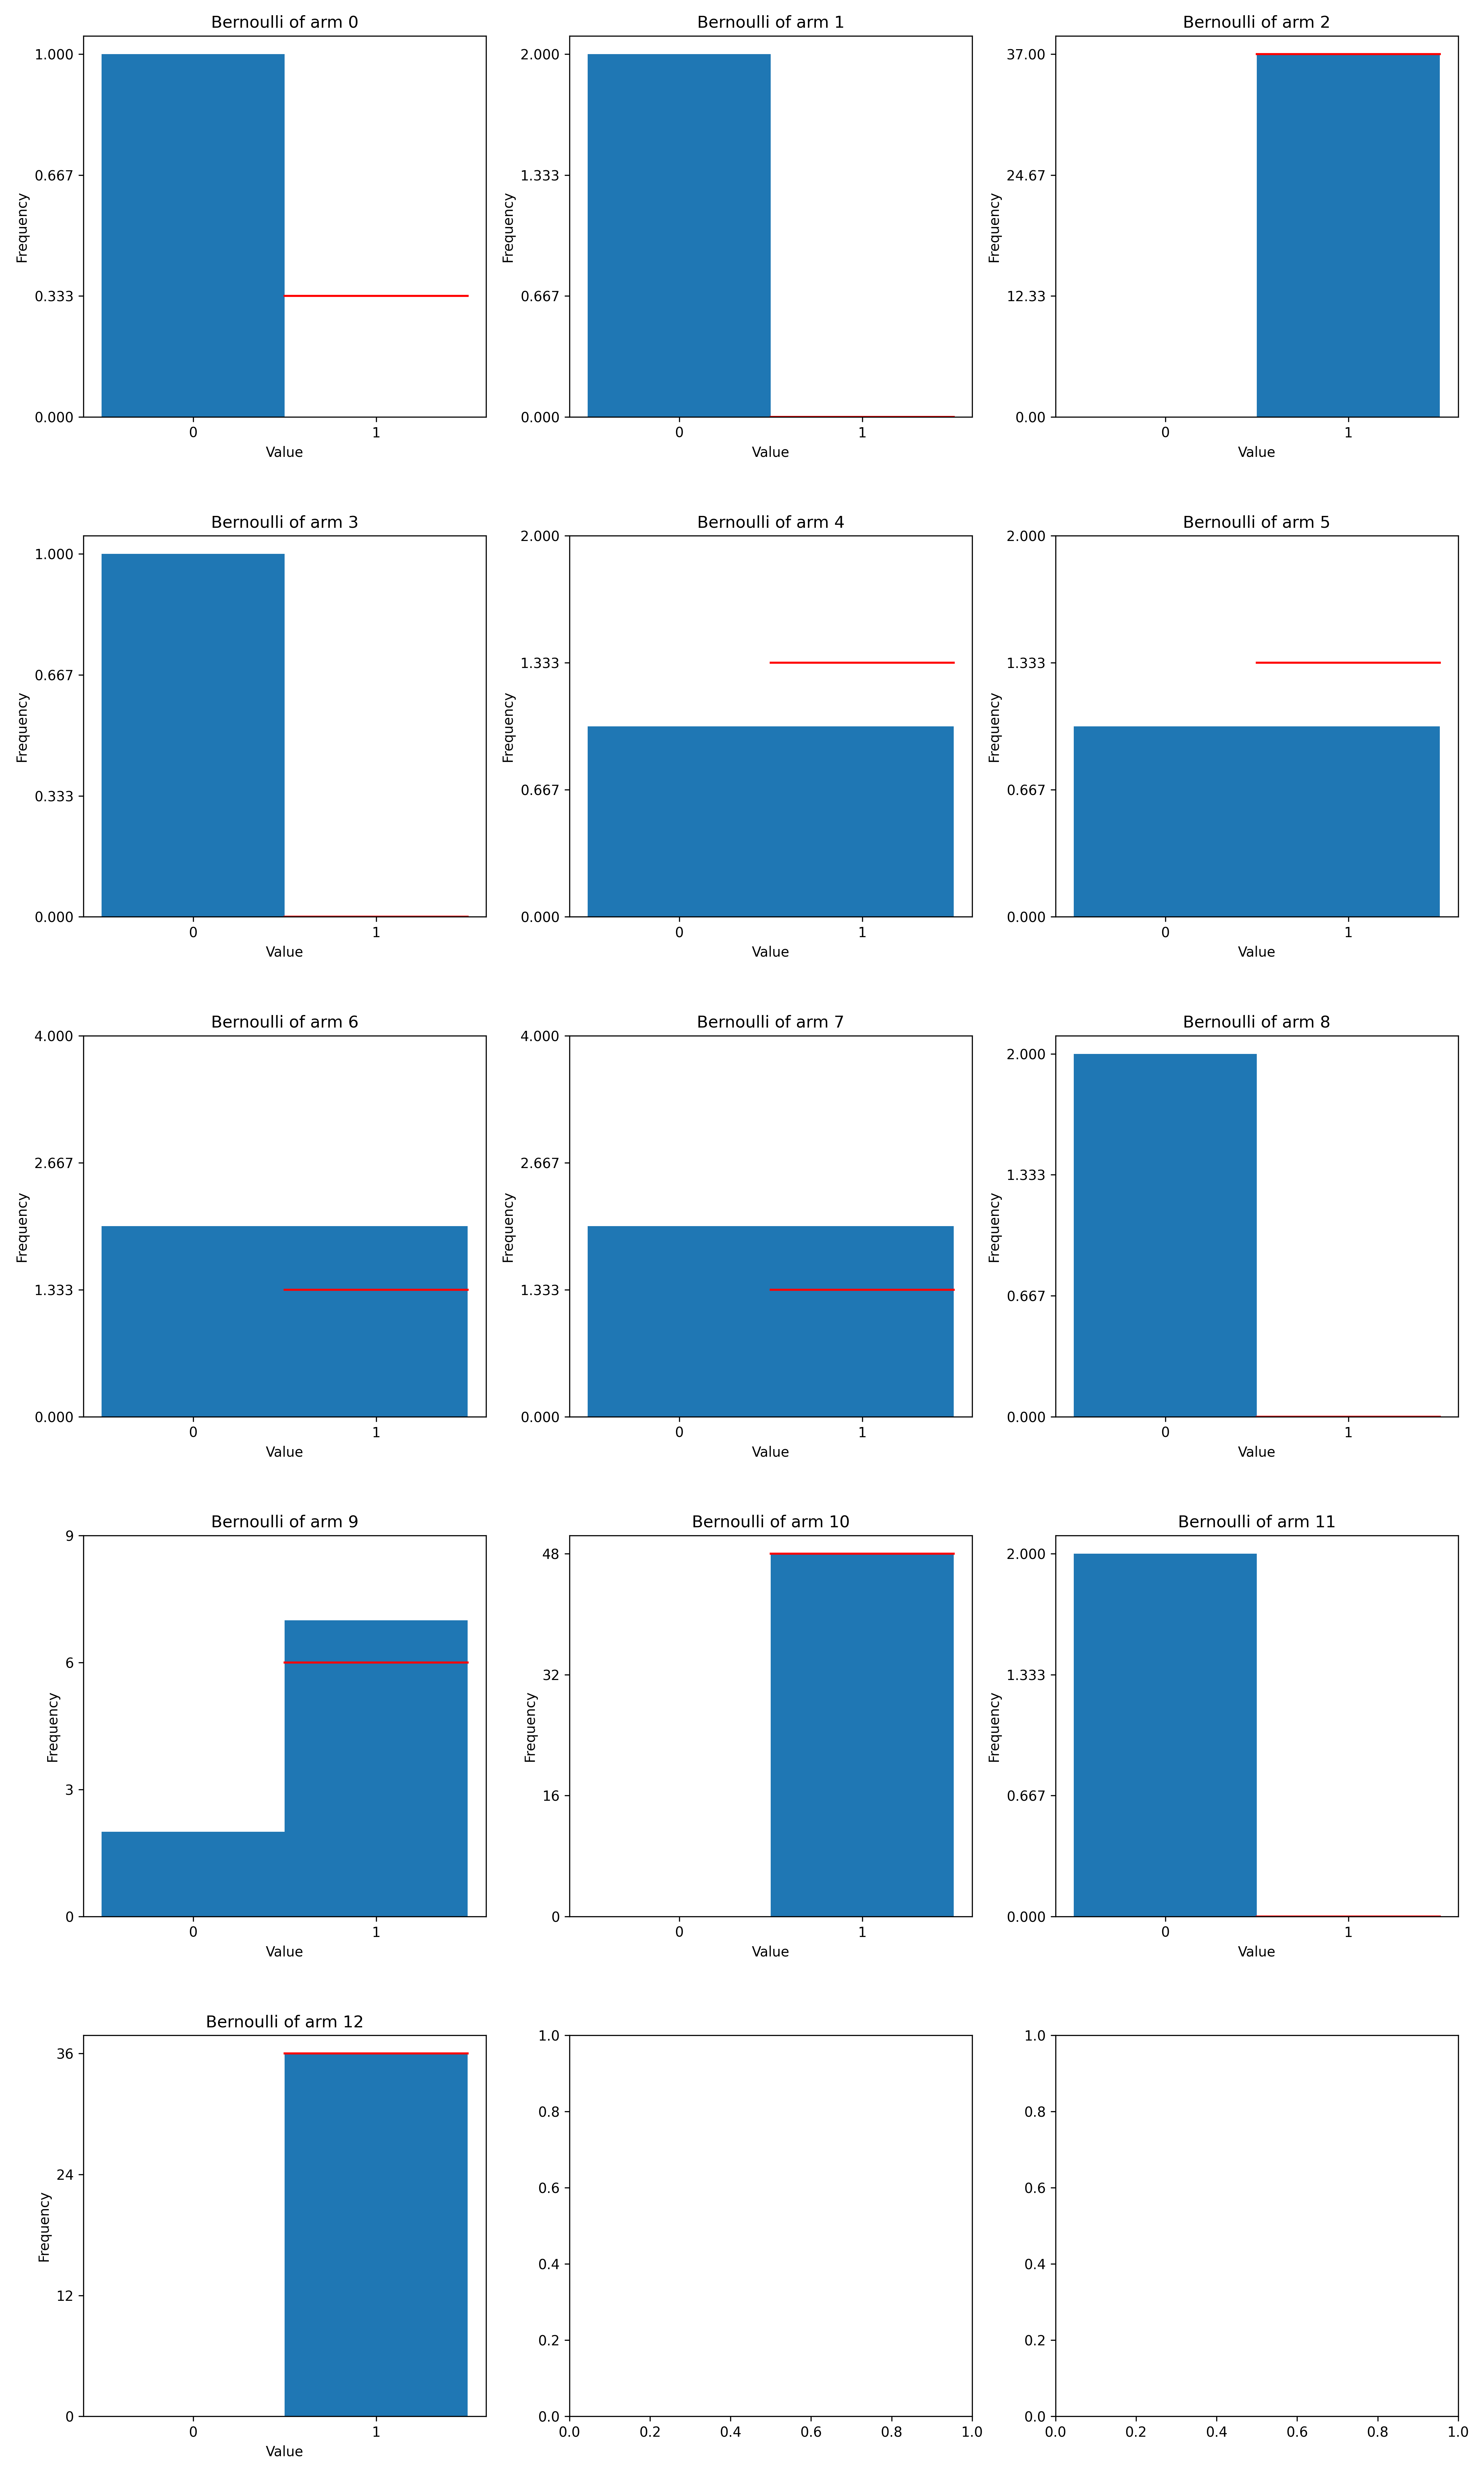 Bernoulli of arm 0
Frequency
1.000
0.667
0.333
0.000
0 1
Value
Bernoulli of arm 1
Frequency
2.000
1.333
0.667
0.000
0 1
Value
Bernoulli of arm 2
Frequency
37.00
24.67
12.33
0.00
0 1
Value
Bernoulli of arm 3
Frequency
1.000
0.667
0.333
0.000
0 1
Value
Bernoulli of arm 4
Frequency
2.000
1.333
0.667
0.000
0 1
Value
Bernoulli of arm 5
Frequency
2.000
1.333
0.667
0.000
0 1
Value
Bernoulli of arm 6
Frequency
4.000
2.667
1.333
0.000
0 1
Value
Bernoulli of arm 7
Frequency
4.000
2.667
1.333
0.000
0 1
Value
Bernoulli of arm 8
Frequency
2.000
1.333
0.667
0.000
0 1
Value
Bernoulli of arm 9
Frequency
9
6
3
0
0 1
Value
Bernoulli of arm 10
Frequency
48
32
16
0
0 1
Value
Bernoulli of arm 11
Frequency
2.000
1.333
0.667
0.000
0 1
Value
Bernoulli of arm 12
Frequency
36
24
12
0
0 1
Value
1.0
0.8
0.6
0.4
0.2
0.0
0.0 0.2 0.4 0.6 0.8 1.0
1.0
0.8
0.6
0.4
0.2
0.0
0.0 0.2 0.4 0.6 0.8 1.0